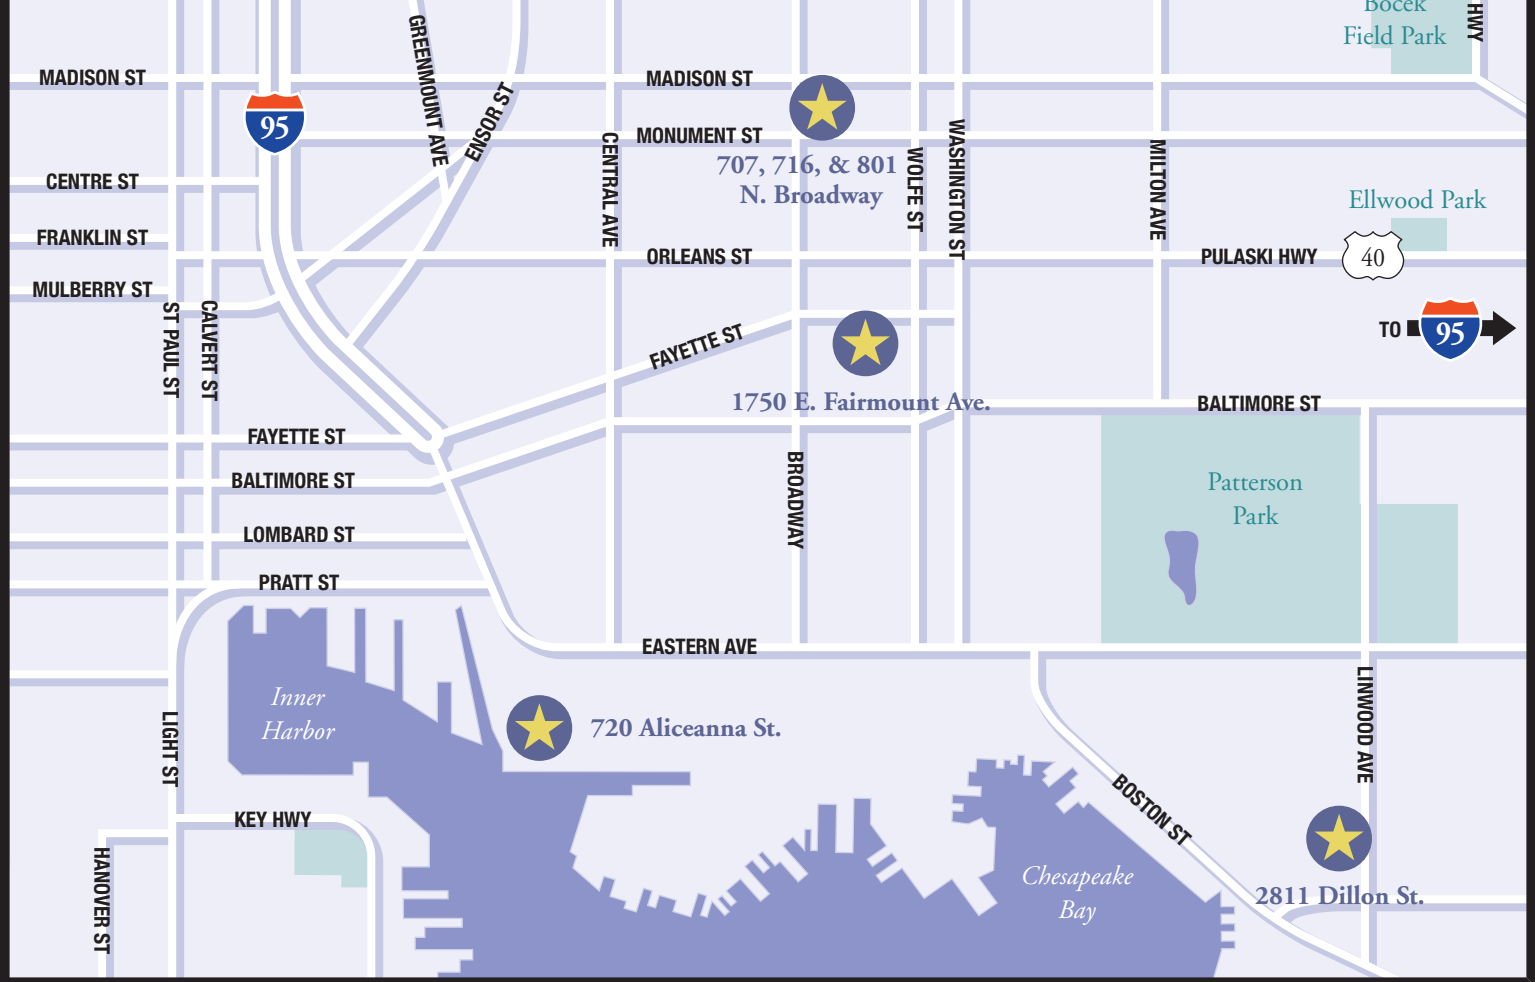 Bocek
Field Park
HWY
GREENMOUNT AVE
ENSOR ST
MADISON ST
MADISON ST
95
MONUMENT ST
707, 716, & 801
N. Broadway
CENTRAL AVE
WOLFE ST
WASHINGTON ST
MILTON AVE
CENTRE ST
Ellwood Park
FRANKLIN ST
ORLEANS ST
PULASKI HWY
40
MULBERRY ST
ST PAUL ST
CALVERT ST
FAYETTE ST
TO
95
1750 E. Fairmount Ave.
BALTIMORE ST
FAYETTE ST
BALTIMORE ST
BROADWAY
Patterson
Park
LOMBARD ST
PRATT ST
EASTERN AVE
Inner
Harbor
LIGHT ST
720 Aliceanna St.
LINWOOD AVE
BOSTON ST
KEY HWY
HANOVER ST
Chesapeake
Bay
2811 Dillon St.